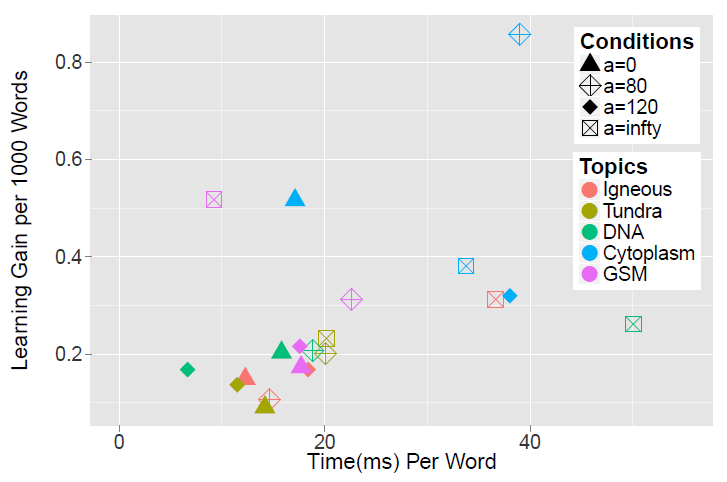 Learning Gain per 1000 Words
0.8
0.6
0.4
0.2
0
20
40
Time(ms) Per Word
Conditions
a=0
a=80
a=120
a=infty
Topics
Igneous
Tundra
DNA
Cytoplasm
GSM